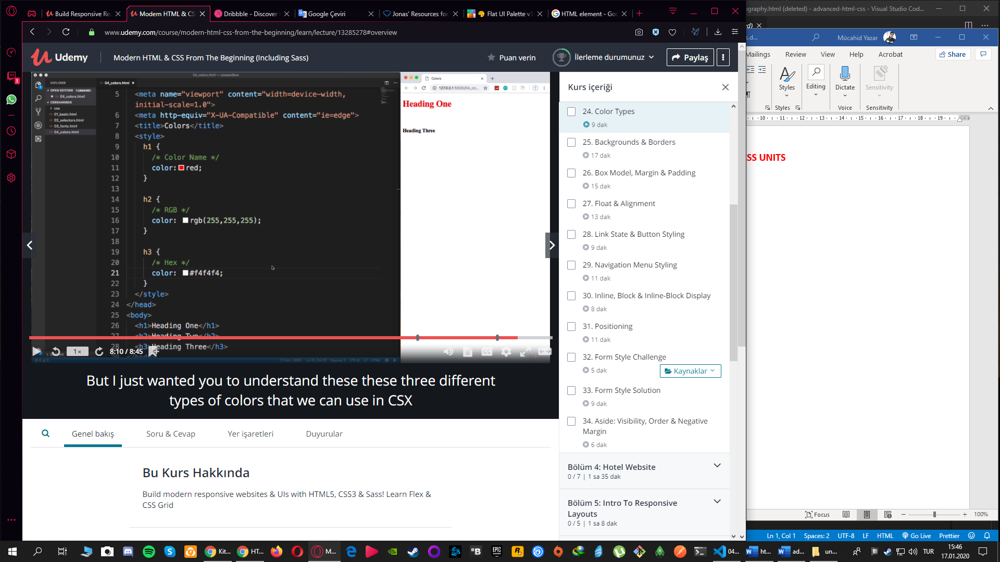 Build Responsive Re
Modern HTML & CS
Dribbble - Discover
Google Çeviri
Jonas' Resources for
Flat UI Palette v1
HTML element - Goo
ography.html (deleted) - advanced-html-css - Visual Studio Cod...
www.udemy.com/course/modern-html-css-from-the-beginning/learn/lecture/13285278#overview
Mücahid Yazar
Udemy
Modern HTML & CSS From The Beginning (Including Sass)
Puan verin
İlerleme durumunuz
Paylaş
Mailings
Review
View
Help
Acrobat
Share
Styles
Editing
Dictate
Sensitivity
Styles
Voice
Sensitivity
04_colors.html — csssandbox
EXPLORER
OPEN EDITORS 1 UNSAVED
04_colors.html
CSSSANDBOX
css
01_basic.html
02_selectors.html
03_fonts.html
04_colors.html
04_colors.html
5 <meta name="viewport" content="width=device-width,
initial-scale=1.0">
6 <meta http-equiv="X-UA-Compatible" content="ie=edge">
7 <title>Colors</title>
8 <style>
9 h1 {
10 /* Color Name */
11 color: red;
12 }
13
14 h2 {
15 /* RGB */
16 color: rgb(255,255,255);
17 }
18
19 h3 {
20 /* Hex */
21 color: #f4f4f4;
22 }
23 </style>
24 </head>
25 <body>
26 <h1>Heading One</h1>
27 <h2>Heading Two</h2>
28 <h3>Heading Three</h3>
Colors
127.0.0.1:5500/04_co...
Heading One
Heading Three
1×
8:10 / 8:45
But I just wanted you to understand these these three different
types of colors that we can use in CSX
Genel bakış
Soru & Cevap
Yer işaretleri
Duyurular
Bu Kurs Hakkında
Build modern responsive websites & UIs with HTML5, CSS3 & Sass! Learn Flex &
CSS Grid
Kurs içeriği
24. Color Types
9 dak
25. Backgrounds & Borders
17 dak
26. Box Model, Margin & Padding
15 dak
27. Float & Alignment
13 dak
28. Link State & Button Styling
9 dak
29. Navigation Menu Styling
11 dak
30. Inline, Block & Inline-Block Display
8 dak
31. Positioning
11 dak
32. Form Style Challenge
5 dak
Kaynaklar
33. Form Style Solution
9 dak
34. Aside: Visibility, Order & Negative
Margin
6 dak
Bölüm 4: Hotel Website
0 / 7 | 1 sa 35 dak
Bölüm 5: Intro To Responsive
Layouts
0 / 5 | 1 sa 8 dak
10 11 12 13 14 15 16 17 18 19
SS UNITS
Focus
100%
Ln 1, Col 1
Spaces: 2
UTF-8
LF
HTML
Go Live
Prettier
Kit...
HT...
M...
04...
ht...
ad...
un...
TUR
15:46
17.01.2020